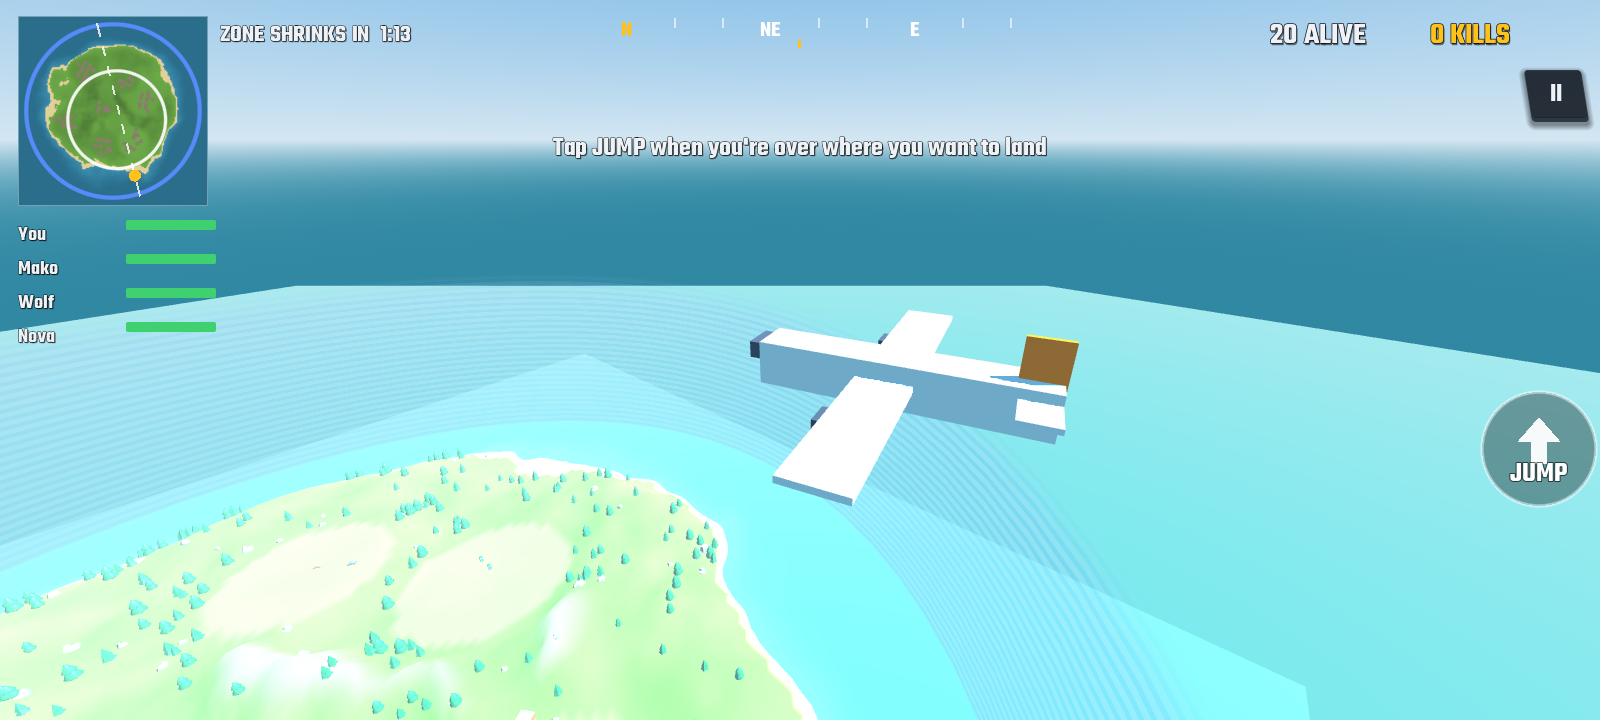 ZONE SHRINKS IN 1:13
N NE E
20 ALIVE 0 KILLS
Tap JUMP when you're over where you want to land
You
Mako
Wolf
Nova
JUMP